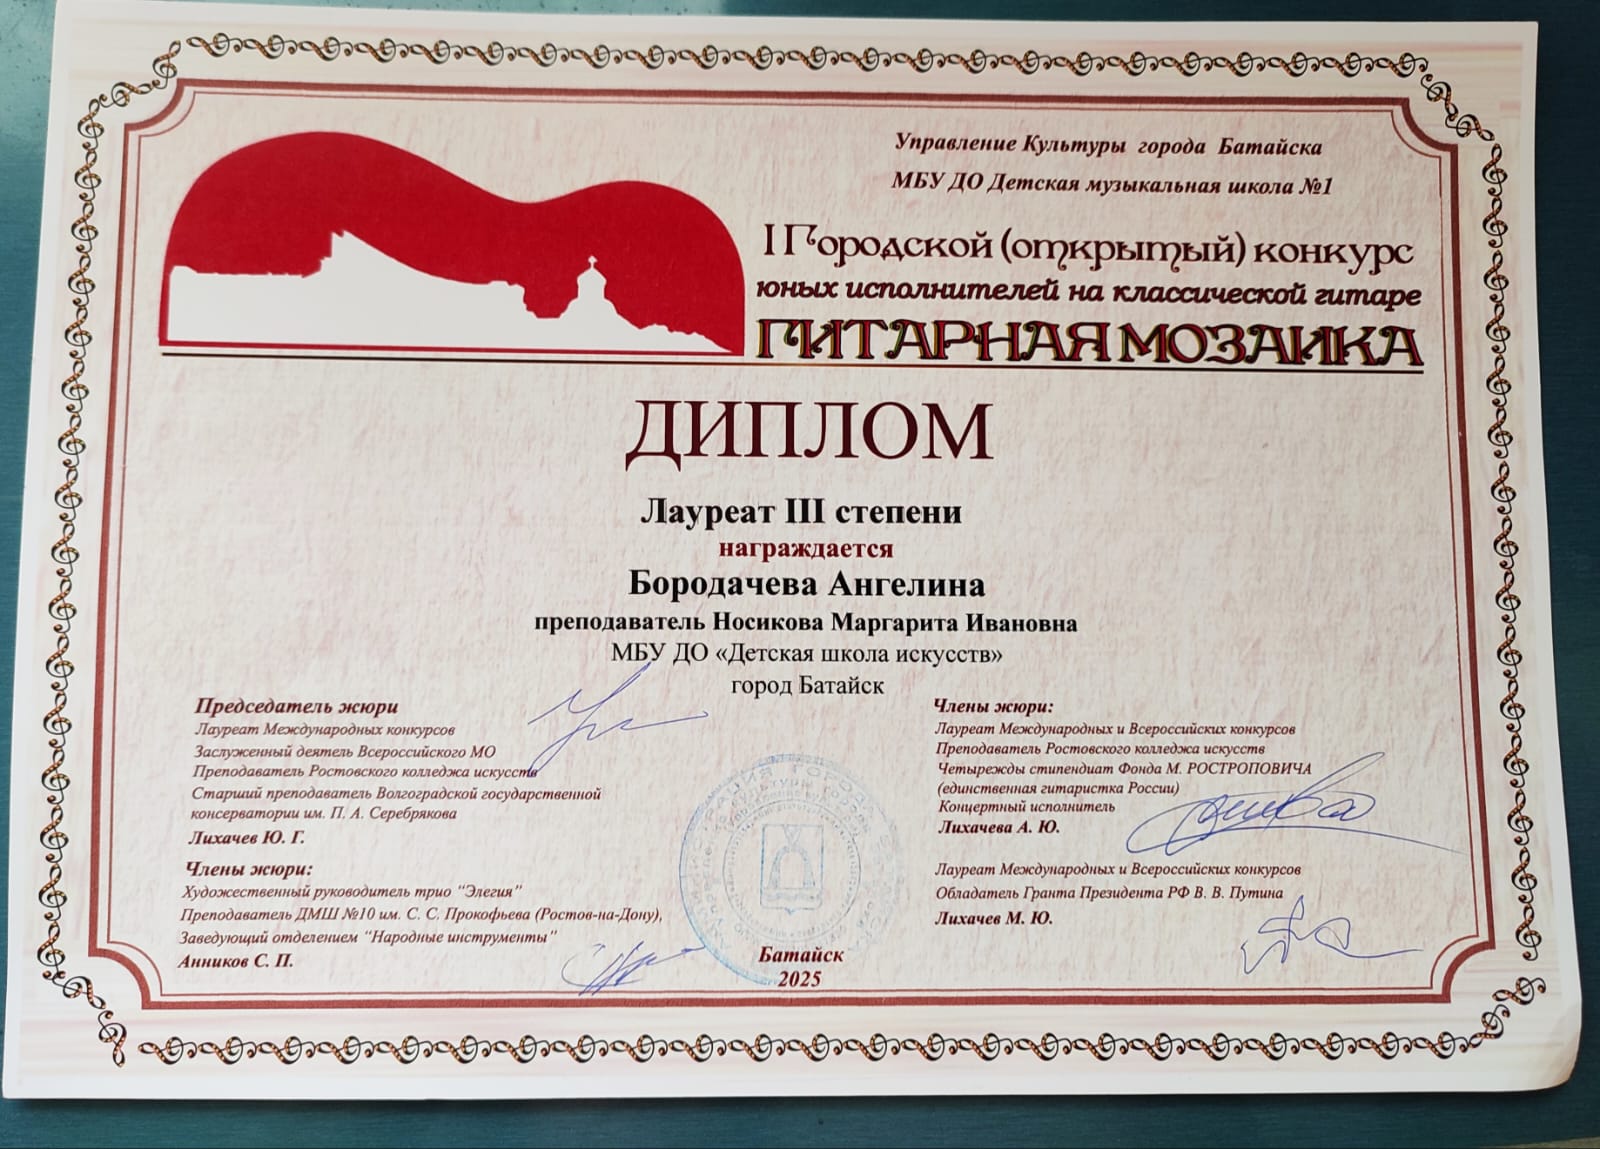 Управление Культуры города Батайска
МБУ ДО Детская музыкальная школа №1
I Городской (открытый) конкурс
юных исполнителей на классической гитаре
ГИТАРНАЯ МОЗАИКА
ДИПЛОМ
Лауреат III степени
награждается
Бородачева Ангелина
преподаватель Носикова Маргарита Ивановна
МБУ ДО «Детская школа искусств»
город Батайск
Председатель жюри
Лауреат Международных конкурсов
Заслуженный деятель Всероссийского МО
Преподаватель Ростовского колледжа искусств
Старший преподаватель Волгоградской государственной
консерватории им. П. А. Серебрякова
Лихачев Ю. Г.
Члены жюри:
Художественный руководитель трио "Элегия"
Преподаватель ДМШ №10 им. С. С. Прокофьева (Ростов-на-Дону),
Заведующий отделением "Народные инструменты"
Анников С. П.
Члены жюри:
Лауреат Международных и Всероссийских конкурсов
Преподаватель Ростовского колледжа искусств
Четырежды стипендиат Фонда М. РОСТРОПОВИЧА
(единственная гитаристка России)
Концертный исполнитель
Лихачева А. Ю.
Лауреат Международных и Всероссийских конкурсов
Обладатель Гранта Президента РФ В. В. Путина
Лихачев М. Ю.
Батайск
2025